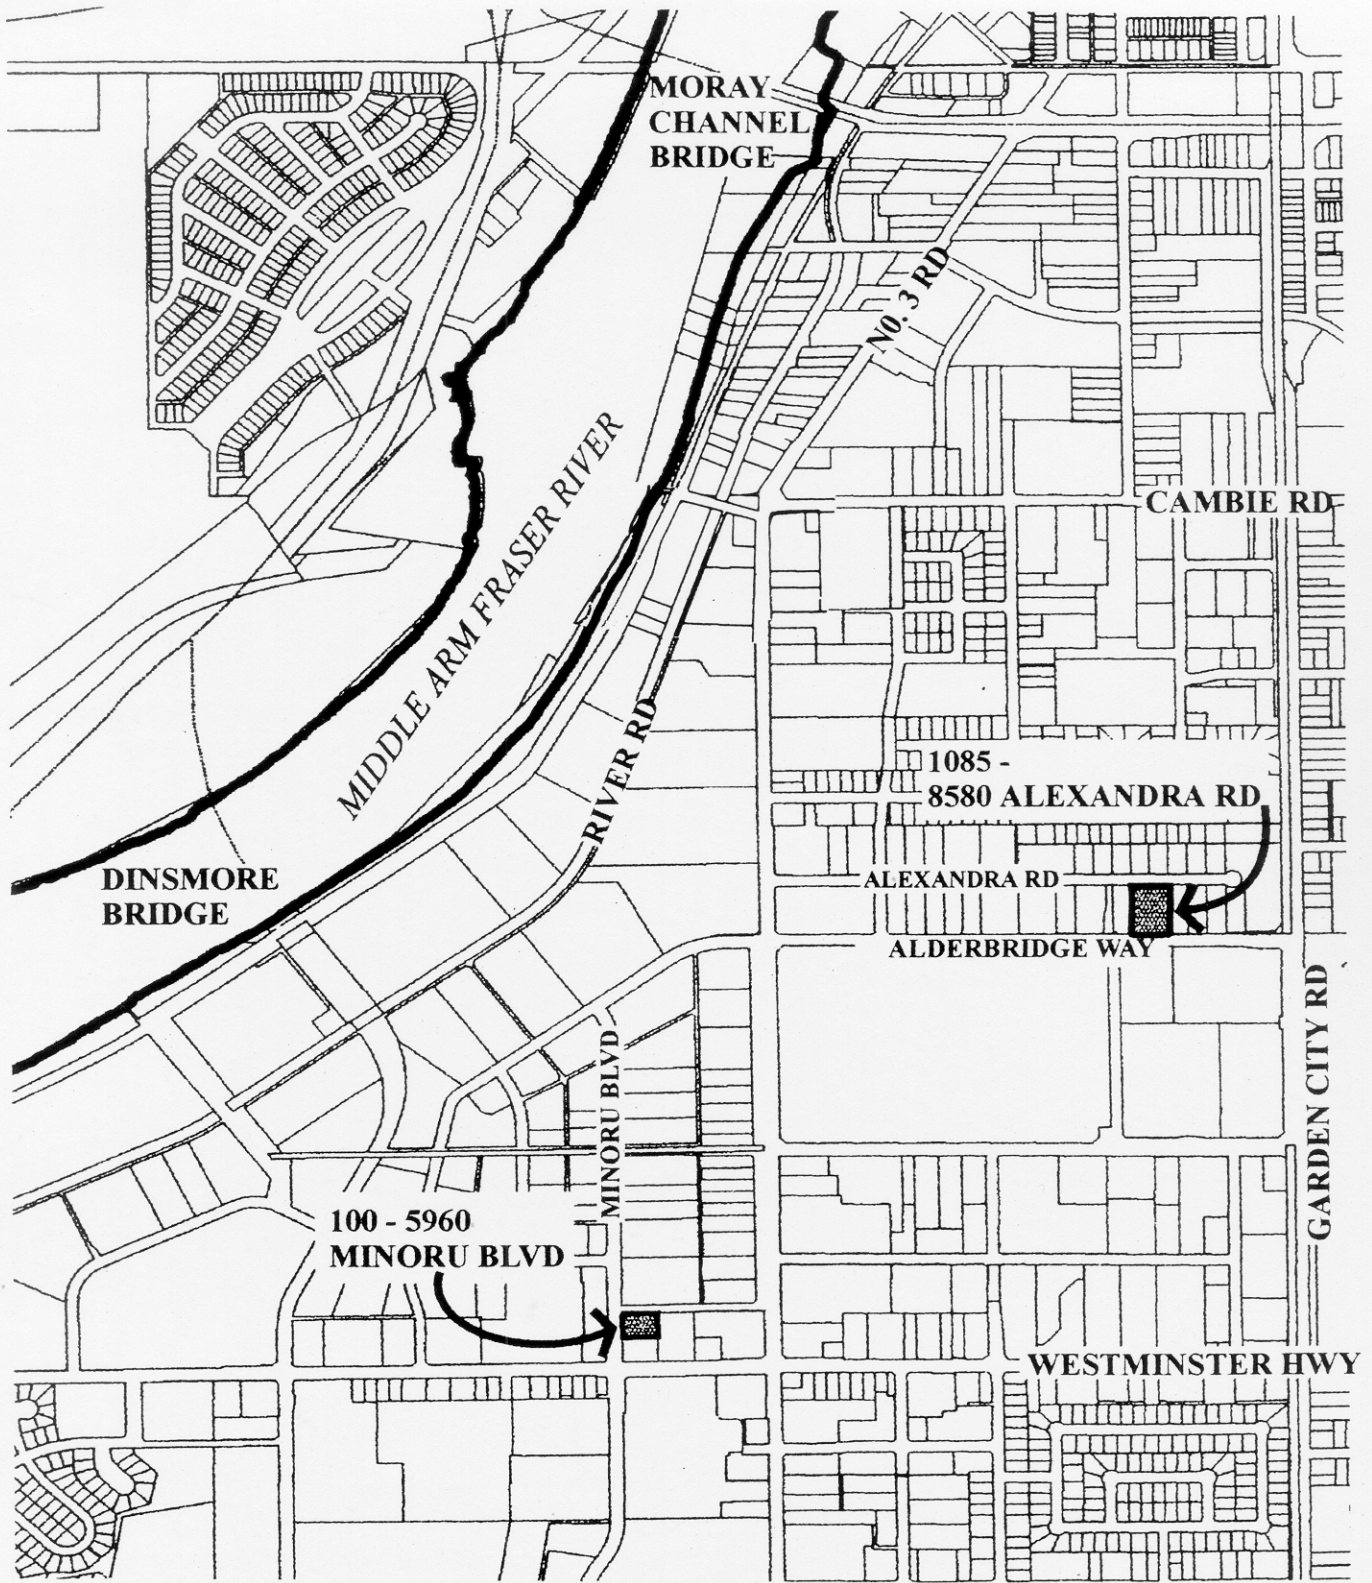 MORAY
CHANNEL
BRIDGE
N0. 3 RD
MIDDLE ARM FRASER RIVER
CAMBIE RD
RIVER RD
1085 -
8580 ALEXANDRA RD
DINSMORE
BRIDGE
ALEXANDRA RD
ALDERBRIDGE WAY
GARDEN CITY RD
MINORU BLVD
100 - 5960
MINORU BLVD
WESTMINSTER HWY